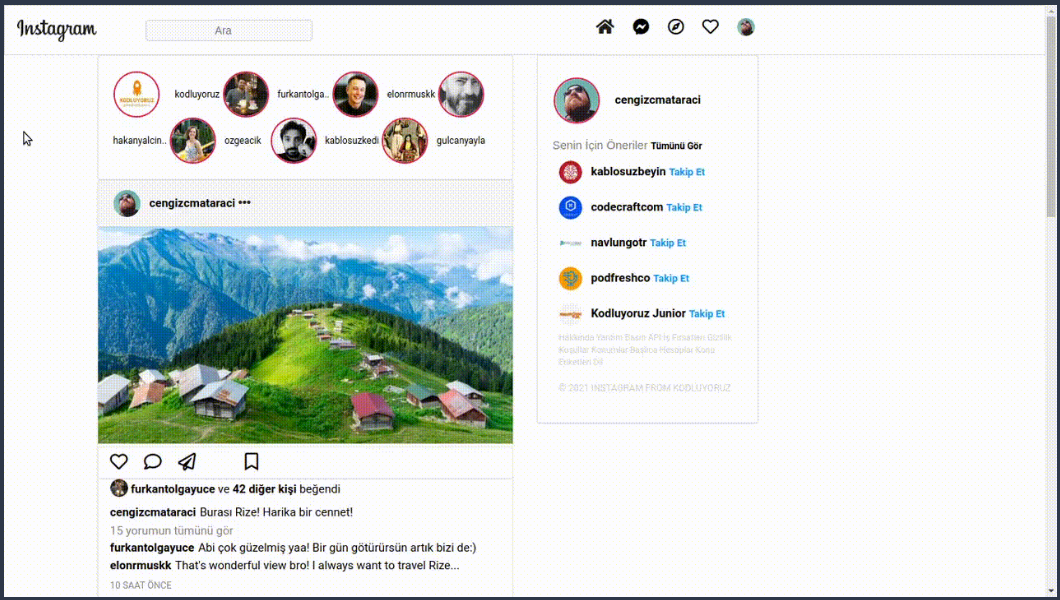 Instagram
Ara
KODLUYORUZ
kodluyoruz
furkantolga..
elonrmuskk
hakanyalcin..
ozgeacik
kablosuzkedi
gulcanyayla
cengizcmataraci •••
furkantolgayuce ve 42 diğer kişi beğendi
cengizcmataraci Burası Rize! Harika bir cennet!
15 yorumun tümünü gör
furkantolgayuce Abi çok güzelmiş yaa! Bir gün götürürsün artık bizi de:)
elonrmuskk That's wonderful view bro! I always want to travel Rize...
10 SAAT ÖNCE
cengizcmataraci
Senin İçin Öneriler Tümünü Gör
kablosuzbeyin Takip Et
codecraftcom Takip Et
navlungotr Takip Et
podfreshco Takip Et
Kodluyoruz Junior Takip Et
Hakkında Yardım Basın API İş Fırsatları Gizlilik
Koşullar Konumlar Başlıca Hesaplar Konu
Etiketleri Dil
© 2021 INSTAGRAM FROM KODLUYORUZ